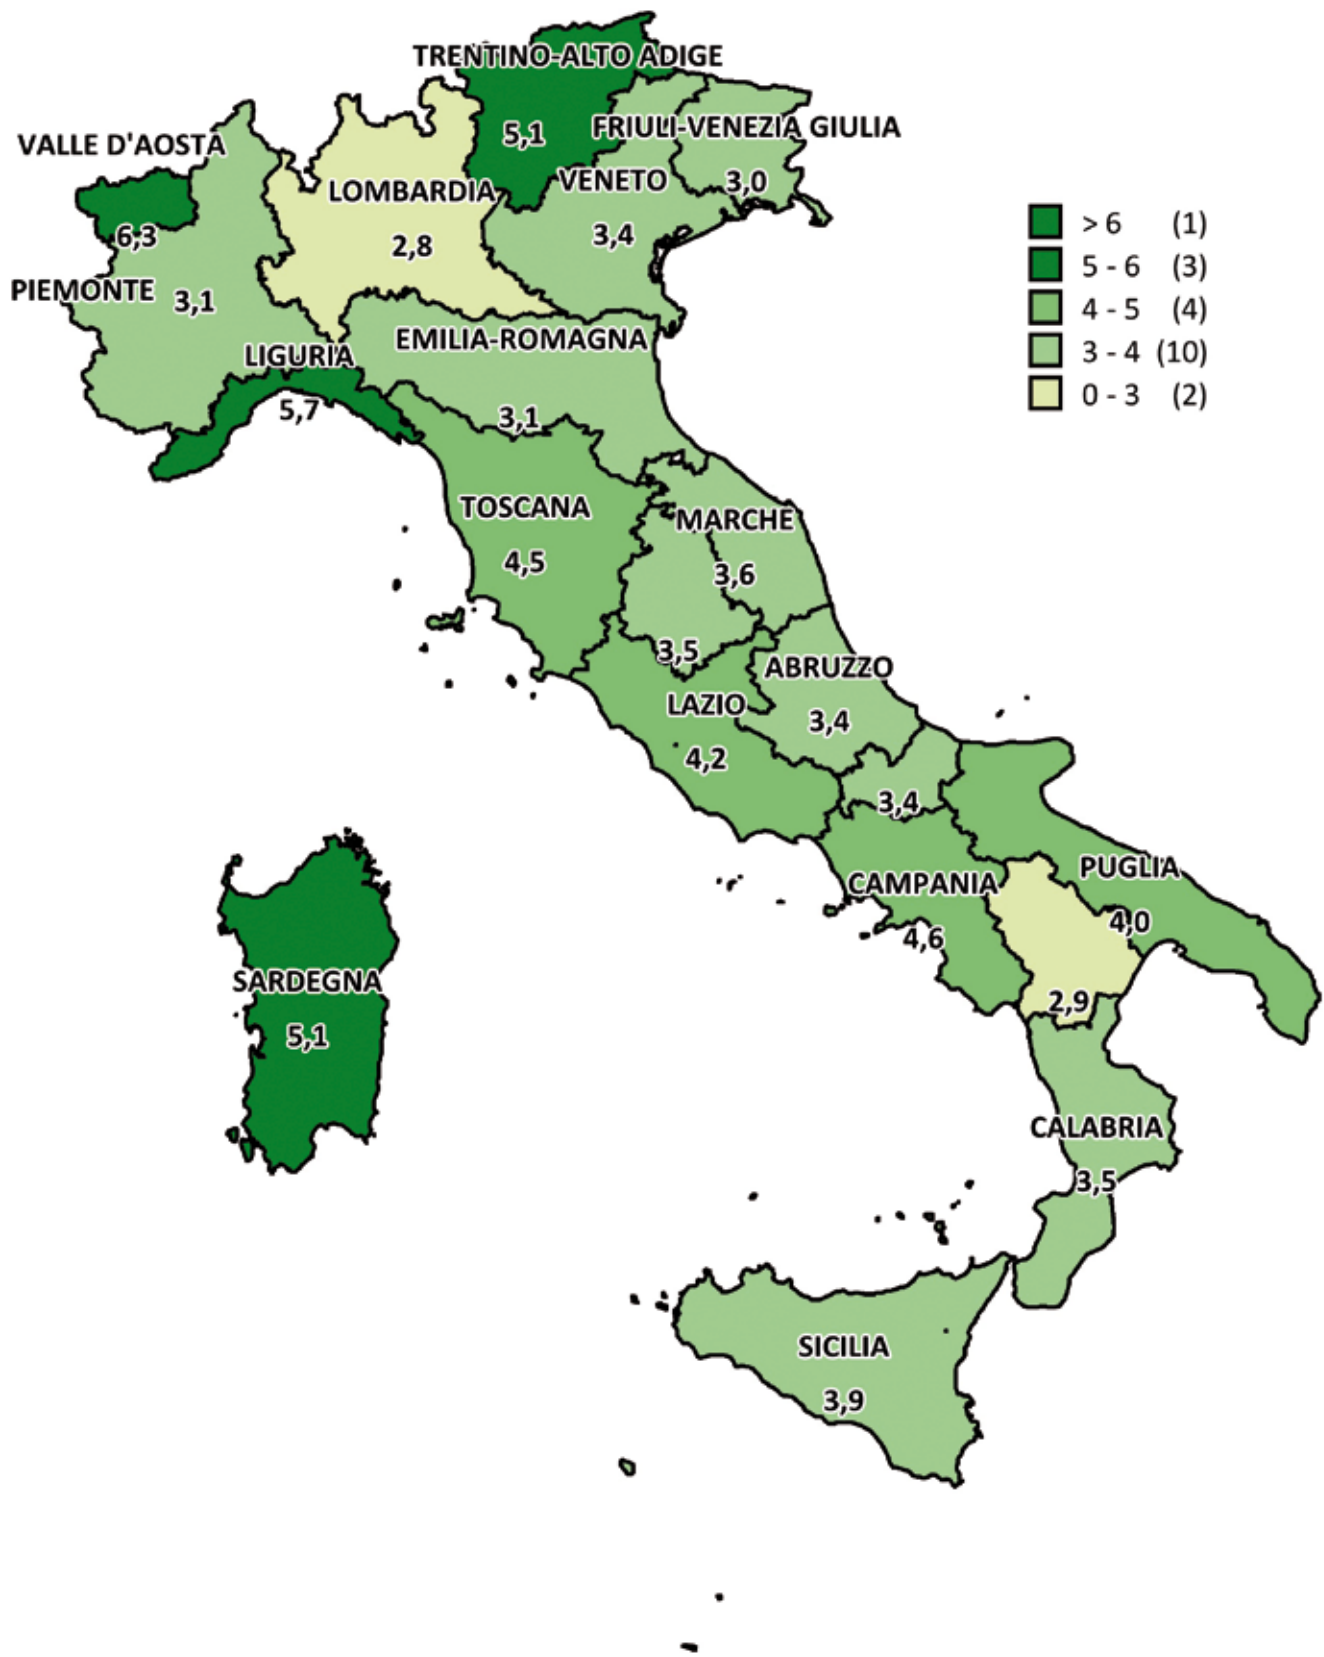 TRENTINO-ALTO ADIGE
5,1
FRIULI-VENEZIA GIULIA
3,0
VALLE D'AOSTA
6,3
LOMBARDIA
2,8
VENETO
3,4
PIEMONTE
3,1
LIGURIA
5,7
EMILIA-ROMAGNA
3,1
> 6 (1)
5 - 6 (3)
4 - 5 (4)
3 - 4 (10)
0 - 3 (2)
TOSCANA
4,5
MARCHE
3,6
3,5
ABRUZZO
3,4
LAZIO
4,2
3,4
PUGLIA
4,0
CAMPANIA
4,6
2,9
SARDEGNA
5,1
CALABRIA
3,5
SICILIA
3,9